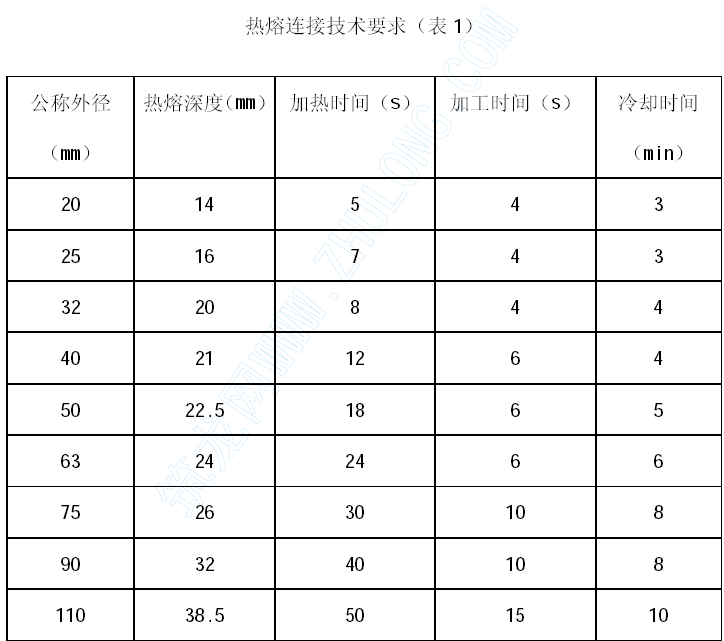 热熔连接技术要求（表1）
公称外径（mm） 热熔深度（mm） 加热时间（s） 加工时间（s） 冷却时间（min）
20 14 5 4 3
25 16 7 4 3
32 20 8 4 4
40 21 12 6 4
50 22.5 18 6 5
63 24 24 6 6
75 26 30 10 8
90 32 40 10 8
110 38.5 50 15 10
筑龙网WWW.ZHULONG.COM